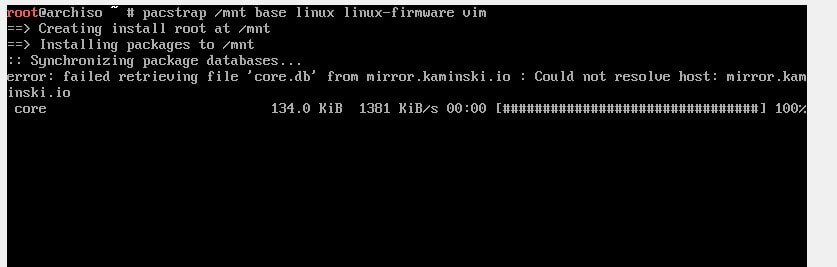 root@archiso ~ # pacstrap /mnt base linux linux-firmware vim
==> Creating install root at /mnt
==> Installing packages to /mnt
:: Synchronizing package databases...
error: failed retrieving file 'core.db' from mirror.kaminski.io : Could not resolve host: mirror.kam
inski.io
core 134.0 KiB 1381 KiB/s 00:00 [################################] 100%